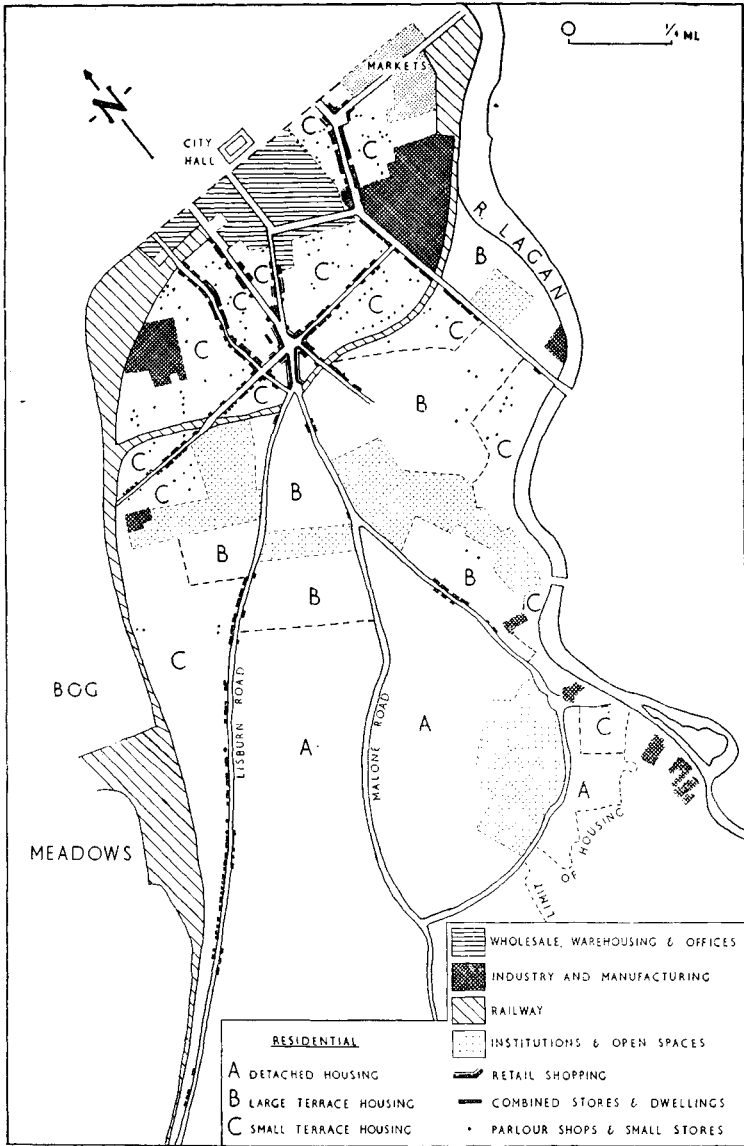 O ¼ ML
MARKETS
N
C
CITY
HALL
C
R. LAGAN
B
C
C
C
C
C
C
C
B
C
C
C
B
B
B
B
C
C
BOG
LISBURN ROAD
MALONE ROAD
A
A
C
A
MEADOWS
LIMIT OF HOUSING
WHOLESALE, WAREHOUSING & OFFICES
INDUSTRY AND MANUFACTURING
RAILWAY
INSTITUTIONS & OPEN SPACES
RETAIL SHOPPING
COMBINED STORES & DWELLINGS
PARLOUR SHOPS & SMALL STORES
RESIDENTIAL
A DETACHED HOUSING
B LARGE TERRACE HOUSING
C SMALL TERRACE HOUSING